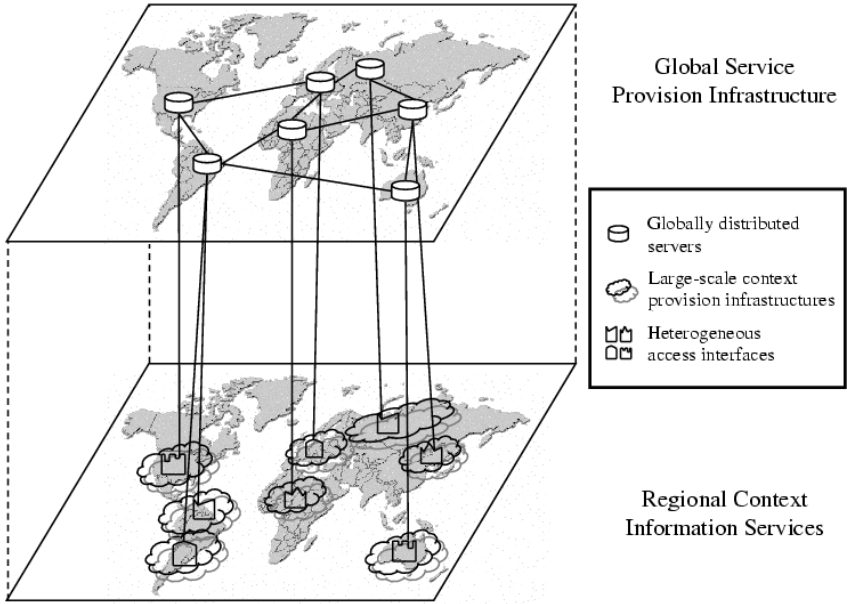 Global Service
Provision Infrastructure
Globally distributed
servers
Large-scale context
provision infrastructures
Heterogeneous
access interfaces
Regional Context
Information Services